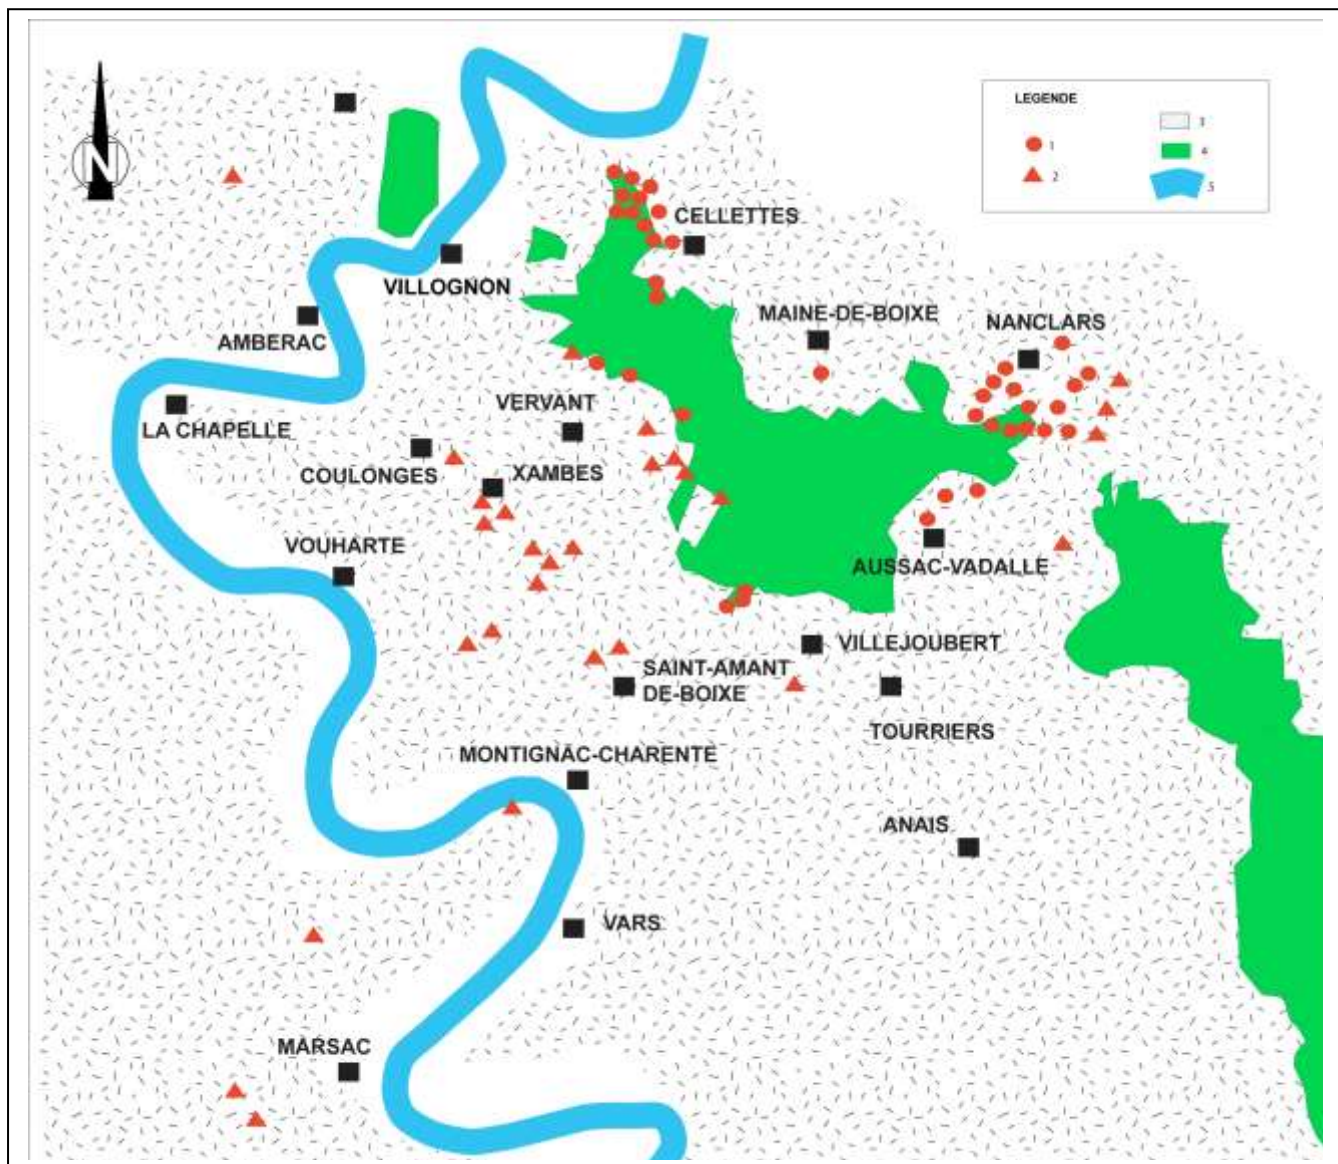 N
LEGENDE
1
2
3
4
5
CELLETTES
VILLOGNON
MAINE-DE-BOIXE
NANCLARS
AMBERAC
VERVANT
LA CHAPELLE
COULONGES
XAMBES
VOUHARTE
AUSSAC-VADALLE
VILLEJOUBERT
SAINT-AMANT
DE-BOIXE
TOURRIERS
MONTIGNAC-CHARENTE
ANAIS
VARS
MARSAC